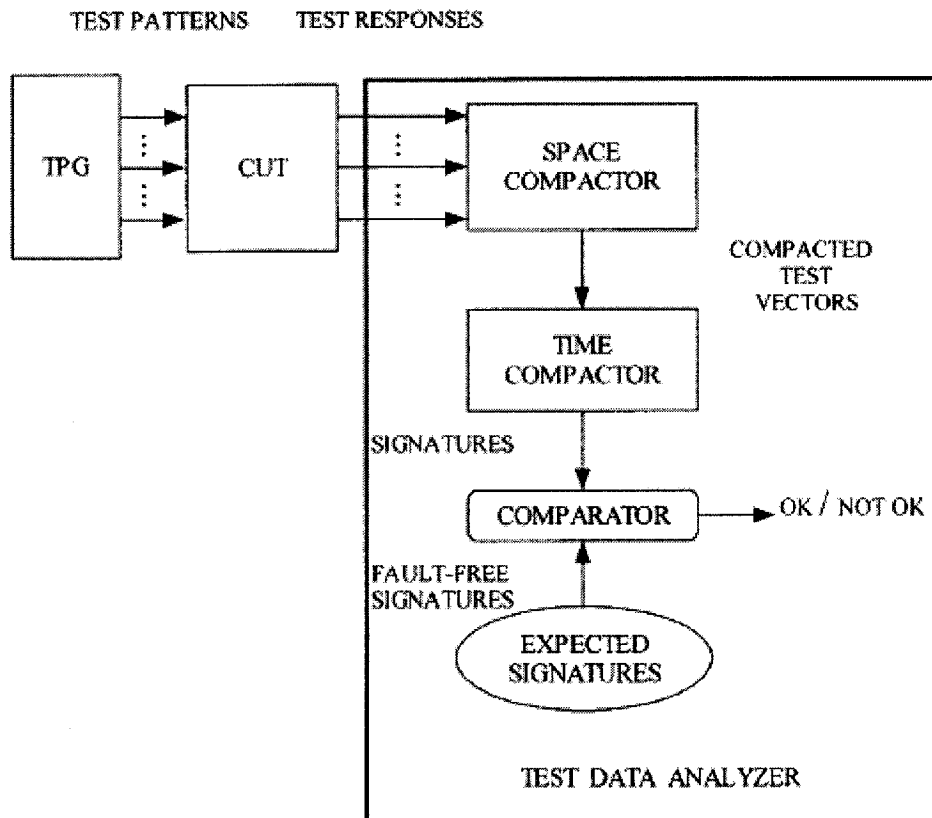 TEST PATTERNS TEST RESPONSES
TPG
CUT
SPACE
COMPACTOR
COMPACTED
TEST
VECTORS
TIME
COMPACTOR
SIGNATURES
COMPARATOR
OK / NOT OK
FAULT-FREE
SIGNATURES
EXPECTED
SIGNATURES
TEST DATA ANALYZER